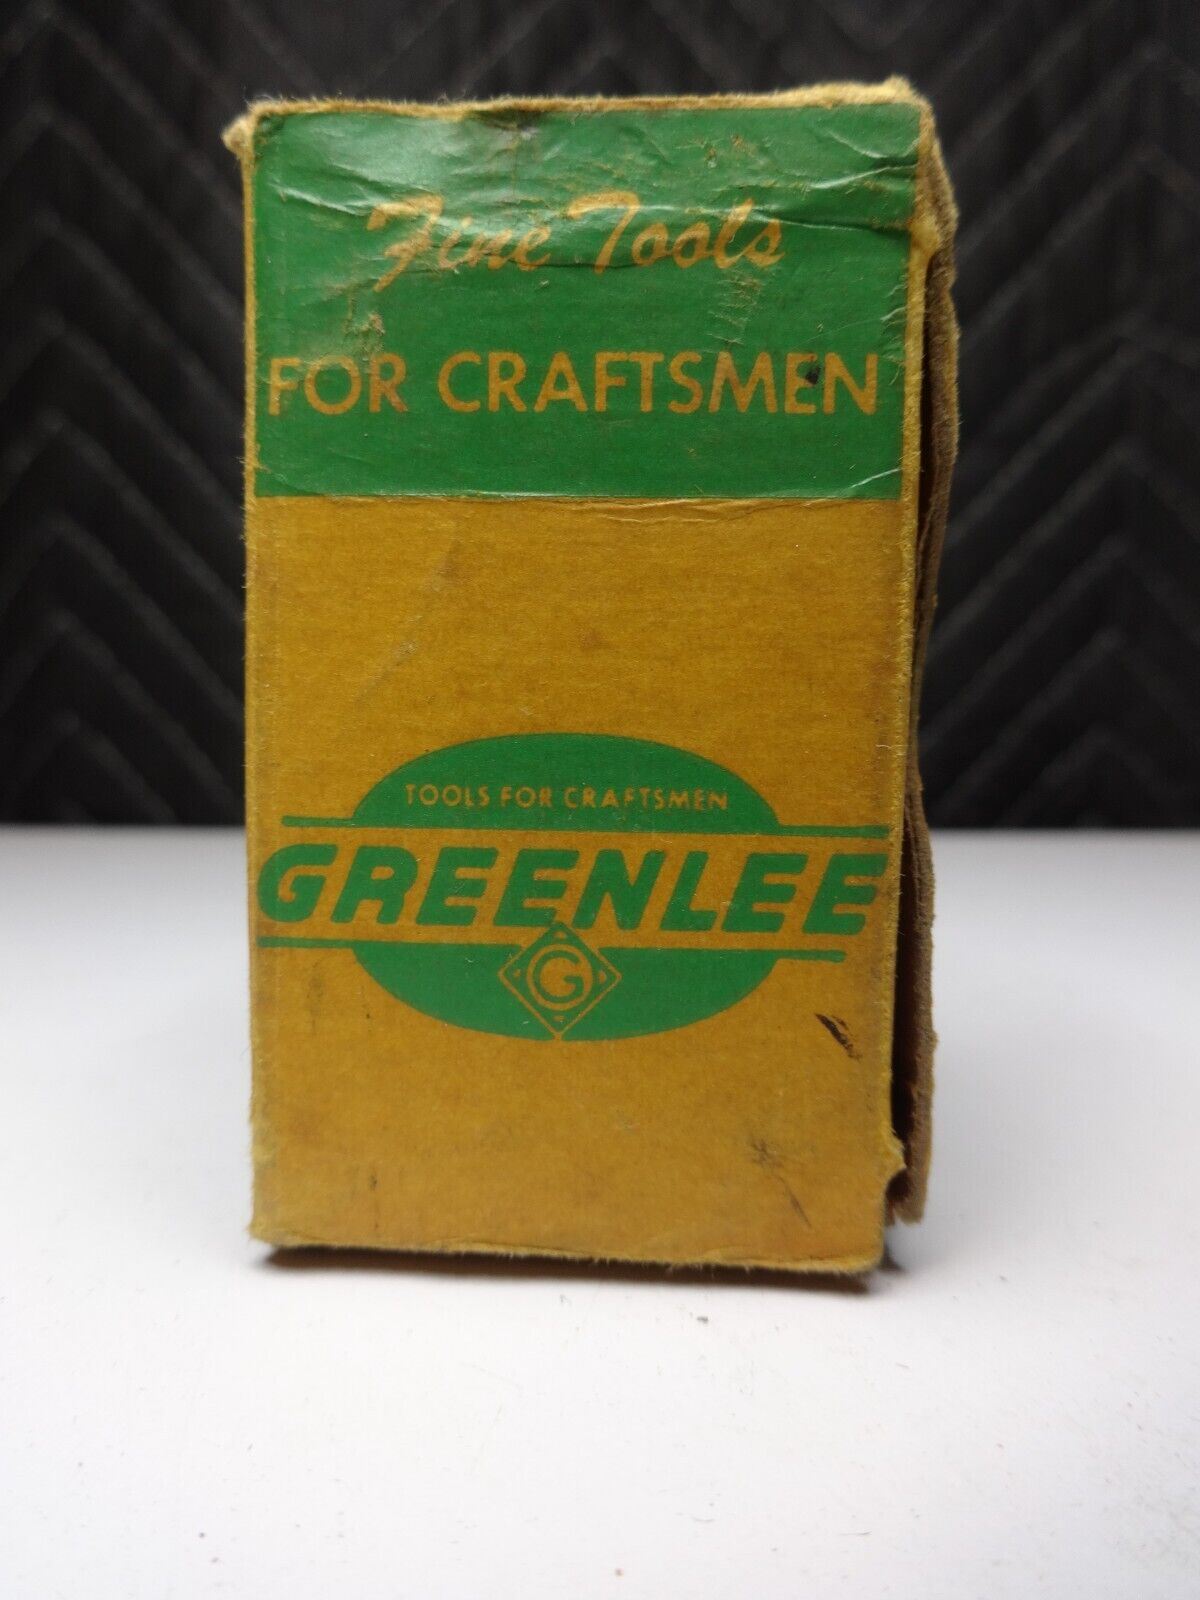 Fine Tools
FOR CRAFTSMEN
TOOLS FOR CRAFTSMEN
GREENLEE
G